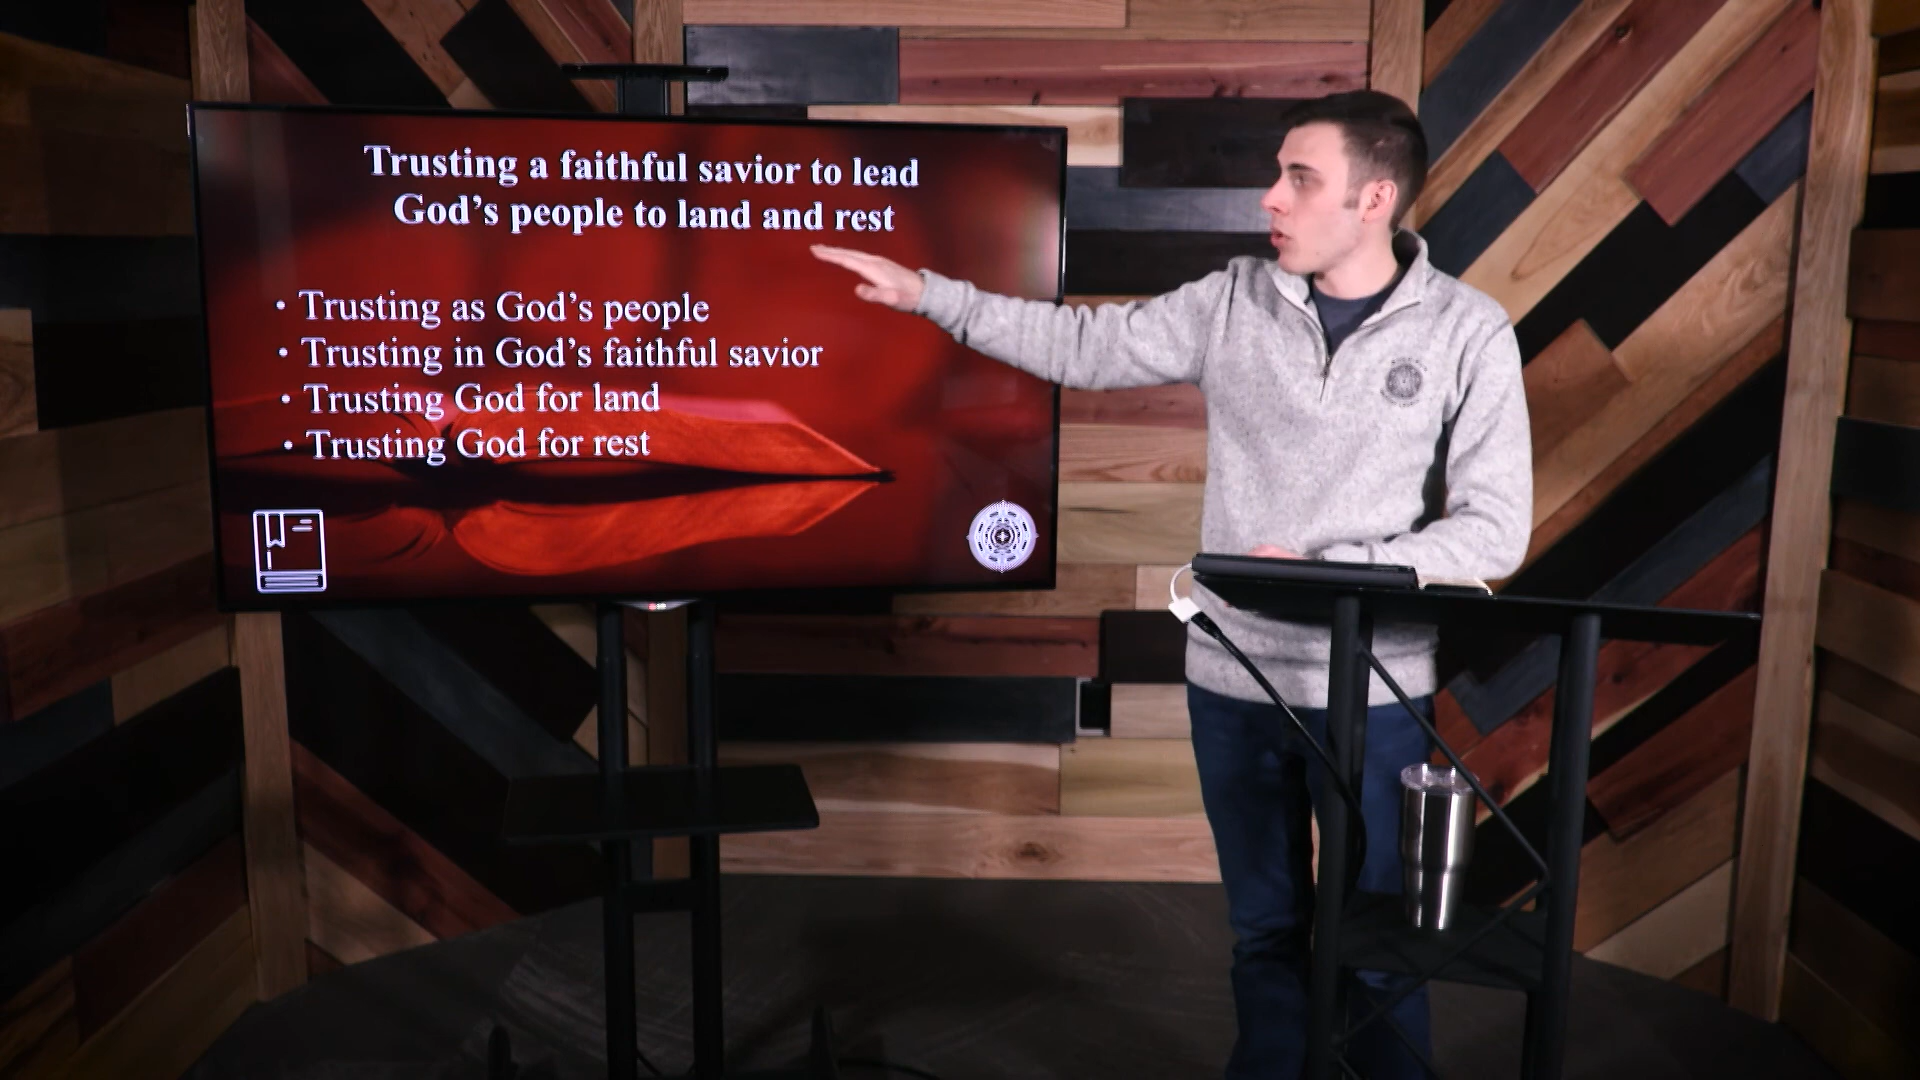 Trusting a faithful savior to lead
God’s people to land and rest
• Trusting as God’s people
• Trusting in God’s faithful savior
• Trusting God for land
• Trusting God for rest